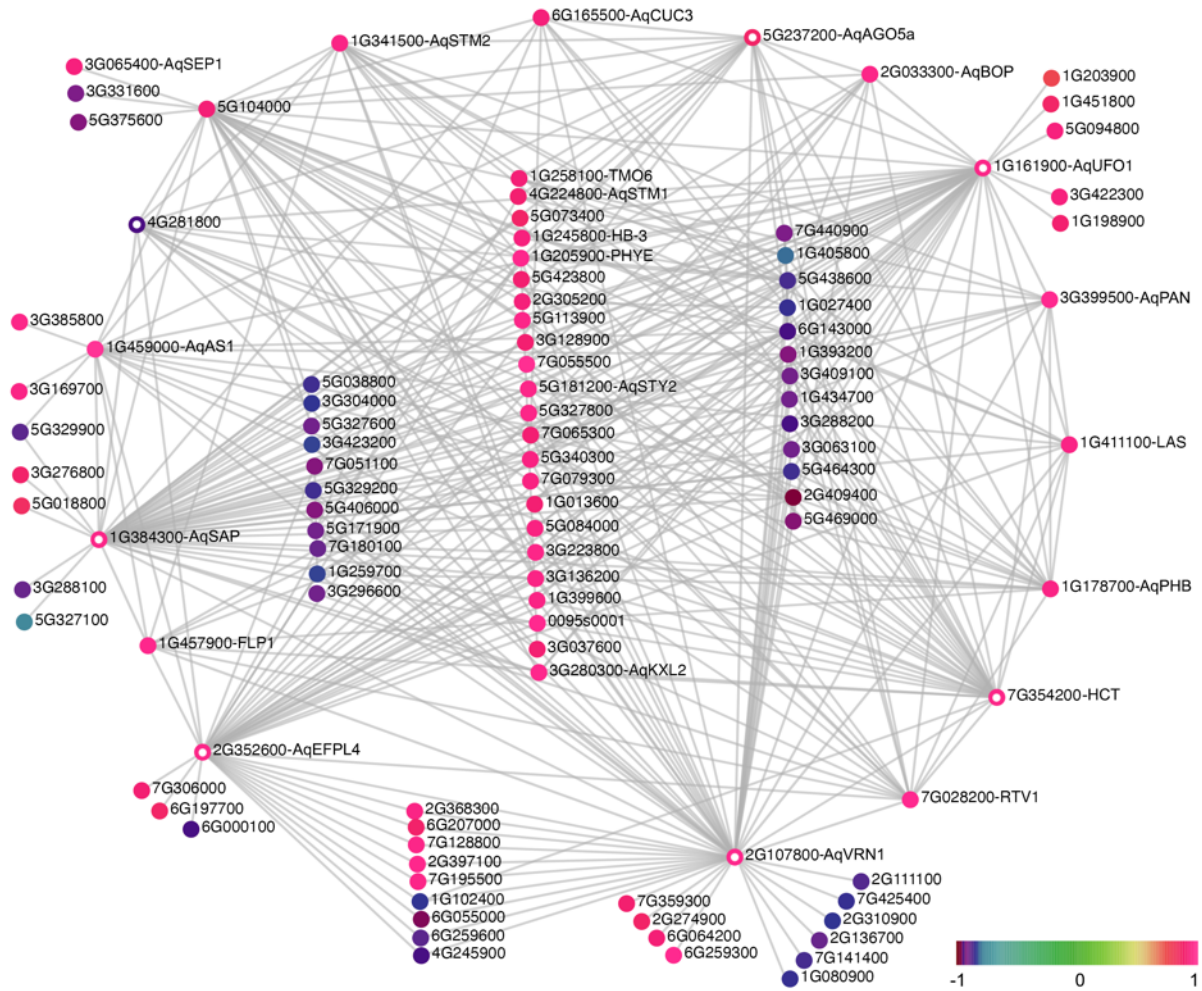 6G165500-AqCUC3
1G341500-AqSTM2
5G237200-AqAGO5a
3G065400-AqSEP1
2G033300-AqBOP
1G203900
3G331600
1G451800
5G104000
5G375600
5G094800
1G161900-AqUFO1
1G258100-TMO6
4G224800-AqSTM1
3G422300
5G073400
4G281800
1G198900
7G440900
1G245800-HB-3
1G405800
1G205900-PHYE
5G423800
5G438600
2G305200
3G399500-AqPAN
1G027400
5G113900
3G385800
6G143000
3G128900
1G459000-AqAS1
1G393200
7G055500
3G409100
5G038800
3G169700
5G181200-AqSTY2
1G434700
3G304000
5G327800
3G288200
5G327600
5G329900
7G065300
3G423200
1G411100-LAS
3G063100
5G340300
7G051100
5G464300
3G276800
7G079300
5G329200
2G409400
5G018800
1G013600
5G406000
5G469000
5G084000
5G171900
1G384300-AqSAP
7G180100
3G223800
1G259700
3G136200
3G288100
1G178700-AqPHB
3G296600
1G399600
5G327100
0095s0001
1G457900-FLP1
3G037600
3G280300-AqKXL2
7G354200-HCT
2G352600-AqEFPL4
7G306000
7G028200-RTV1
6G197700
2G368300
6G000100
6G207000
7G128800
2G107800-AqVRN1
2G397100
7G195500
2G111100
1G102400
7G425400
7G359300
6G055000
2G274900
2G310900
6G259600
6G064200
2G136700
4G245900
6G259300
7G141400
1G080900
-1 0 1